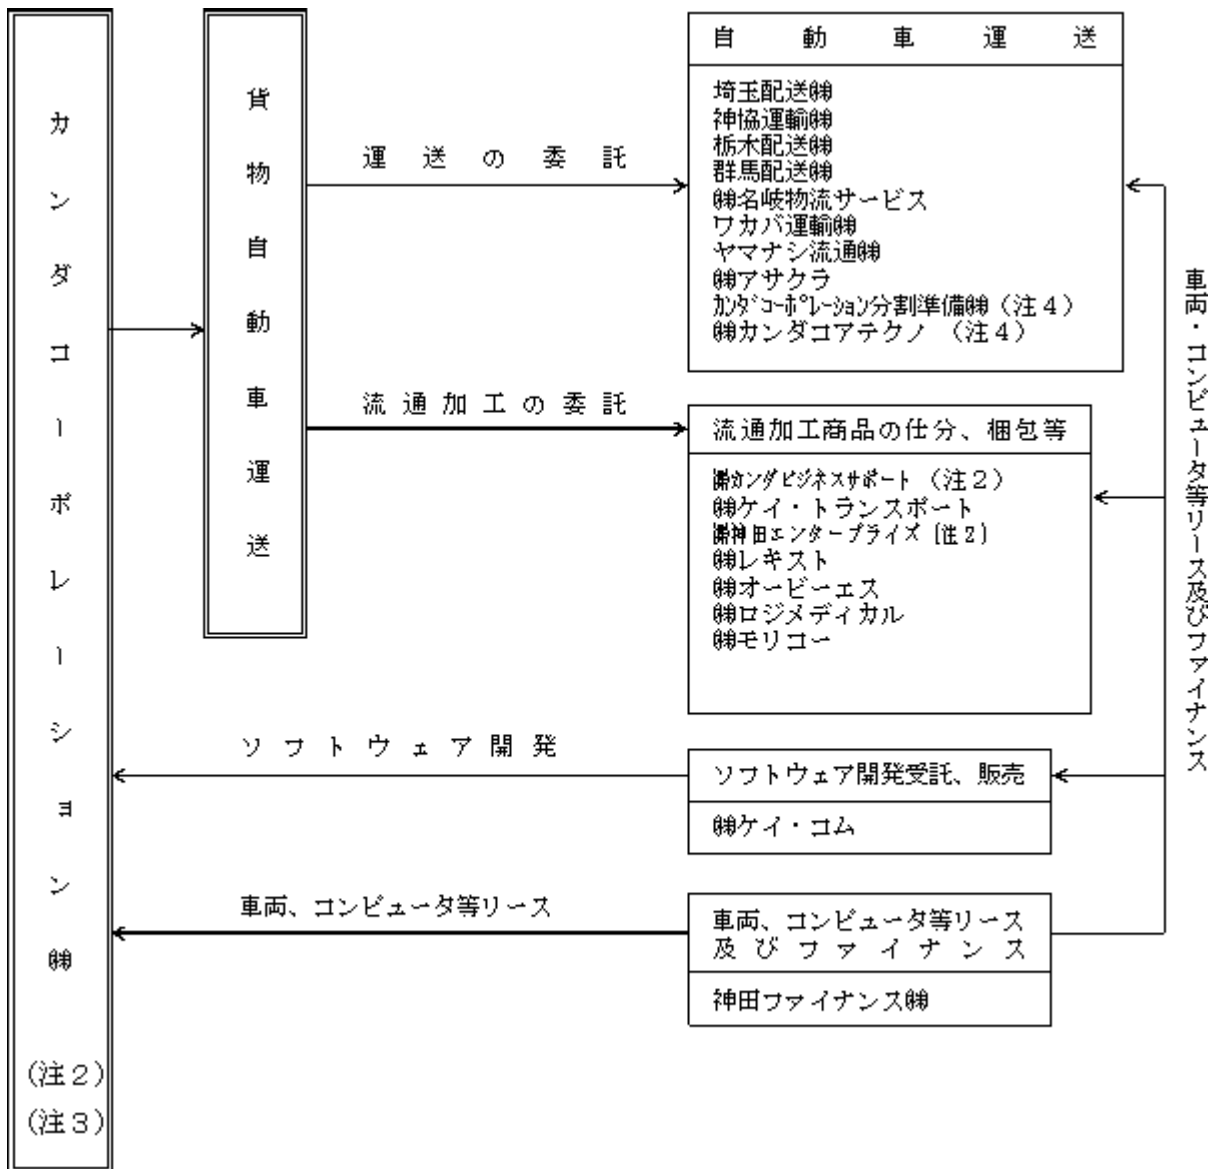 カンダコーポレーション㈱
(注２)
(注３)
貨物自動車運送
運送の委託
自動車運送
埼玉配送㈱
神協運輸㈱
栃木配送㈱
群馬配送㈱
㈱名岐物流サービス
ワカバ運輸㈱
ヤマナシ流通㈱
㈱アサクラ
ｶﾝﾀﾞｺｰﾎﾟﾚｰｼｮﾝ分割準備㈱（注４）
㈱カンダコアテクノ （注４）
流通加工の委託
流通加工商品の仕分、梱包等
㈱カンダビジネスサポート （注２）
㈱ケイ・トランスポート
㈱神田エンタープライズ［注２］
㈱レキスト
㈱オービーエス
㈱ロジメディカル
㈱モリコー
ソフトウェア開発
ソフトウェア開発受託、販売
㈱ケイ・コム
車両、コンピュータ等リース
車両、コンピュータ等リース
及びファイナンス
神田ファイナンス㈱
車両・コンピュータ等リース及びファイナンス